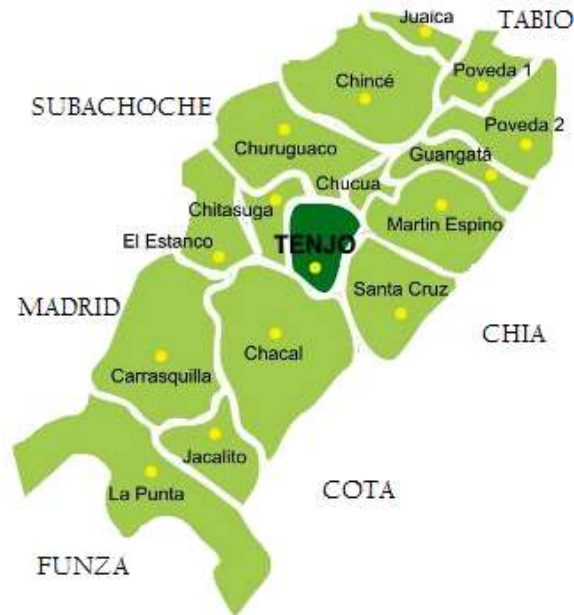 Juaica
TABIO
Poveda 1
Chincé
SUBACHOCHE
Poveda 2
Churuguaco
Guangatá
Chucua
Chitasuga
Martin Espino
El Estanco
TENJO
Santa Cruz
MADRID
CHIA
Chacal
Carrasquilla
Jacalito
La Punta
COTA
FUNZA